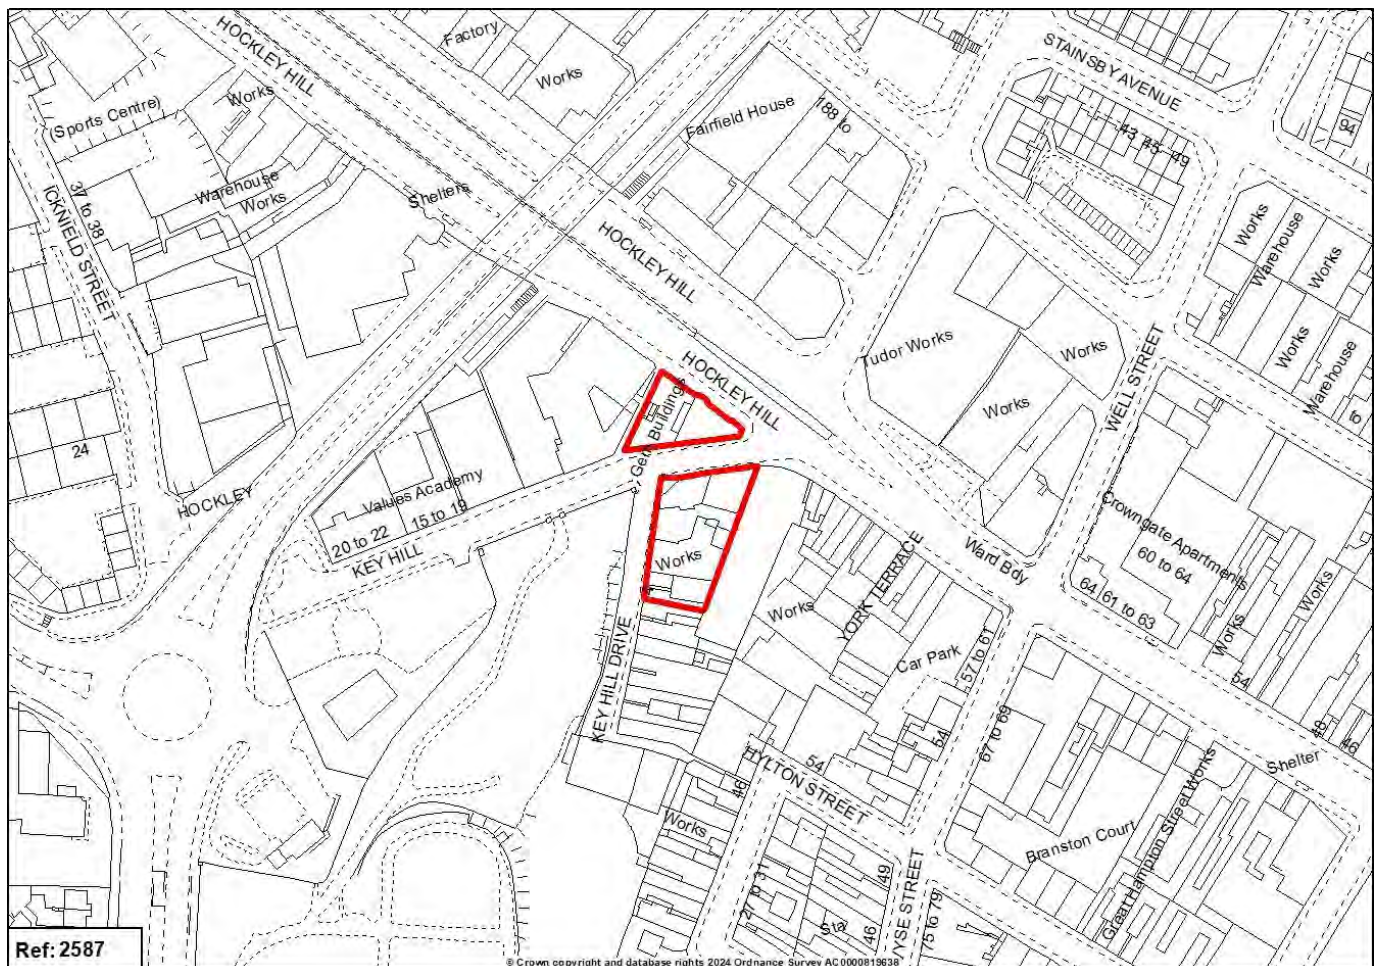 HOCKLEY HILL
Factory
Works
STAINSBY AVENUE
(Sports Centre)
Works
Fairfield House
188 to
43 45 49
94
37 to 38
ICKNIELD STREET
Warehouse
Works
Shelters
HOCKLEY HILL
Works
Warehouse
Works
Works
Warehouse
to
Tudor Works
Works
Works
WELL STREET
HOCKLEY HILL
Gem Buildings
24
HOCKLEY
Values Academy
20 to 22
15 to 19
KEY HILL
Works
Works
YORK TERRACE
Ward Bdy
Crowngate Apartments
60 to 64
64
61 to 63
Works
Works
54
48
46
Car Park
57 to 61
67 to 69
54
KEY HILL DRIVE
HYLTON STREET
54
46
Works
27 to 31
49
46
Sta
VYSE STREET
75 to 79
Branston Court
Great Hampton Street Works
Shelter
Ref: 2587
© Crown copyright and database rights 2024 Ordnance Survey AC0000819638